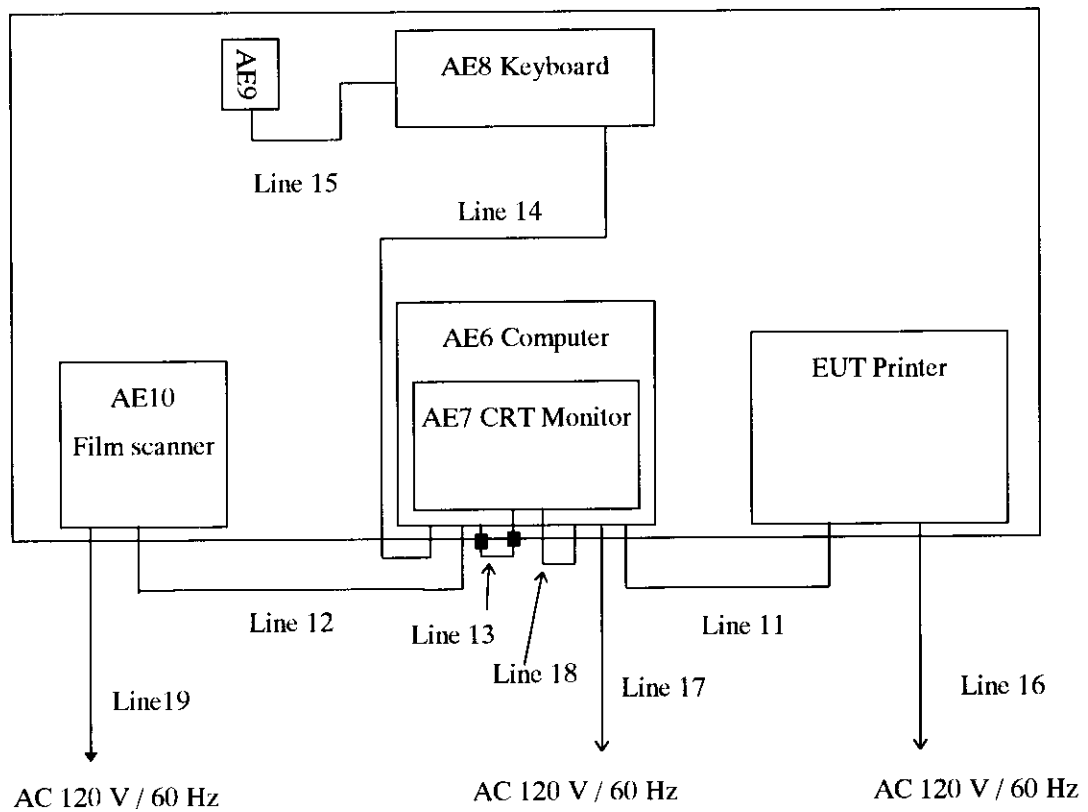 AE9
AE8 Keyboard
Line 15
Line 14
AE6 Computer
EUT Printer
AE10
Film scanner
AE7 CRT Monitor
Line 12
Line 13
Line 11
Line 18
Line 17
Line 16
Line19
AC 120 V / 60 Hz
AC 120 V / 60 Hz
AC 120 V / 60 Hz